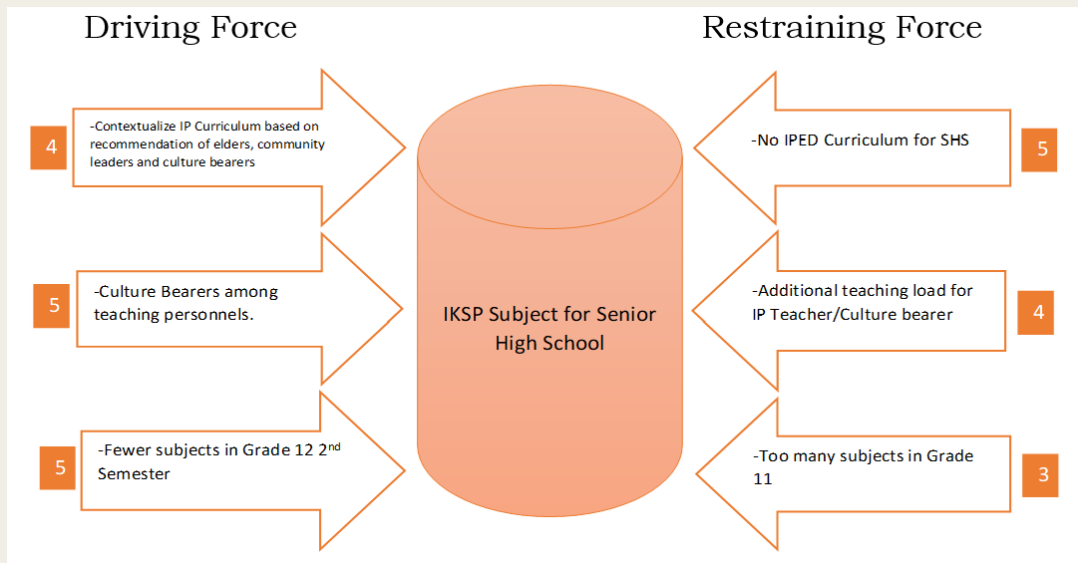 Driving Force
Restraining Force
4
-Contextualize IP Curriculum based on
recommendation of elders, community
leaders and culture bearers
5
-Culture Bearers among
teaching personnels.
5
-Fewer subjects in Grade 12 2nd
Semester
IKSP Subject for Senior
High School
-No IPED Curriculum for SHS
5
-Additional teaching load for
IP Teacher/Culture bearer
4
-Too many subjects in Grade
11
3